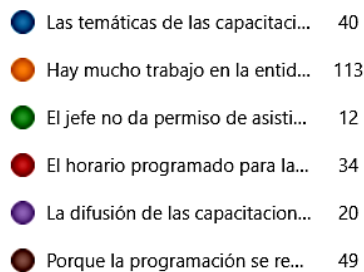 Las temáticas de las capacitaci... 40
Hay mucho trabajo en la entid... 113
El jefe no da permiso de asisti... 12
El horario programado para la... 34
La difusión de las capacitacion... 20
Porque la programación se re... 49